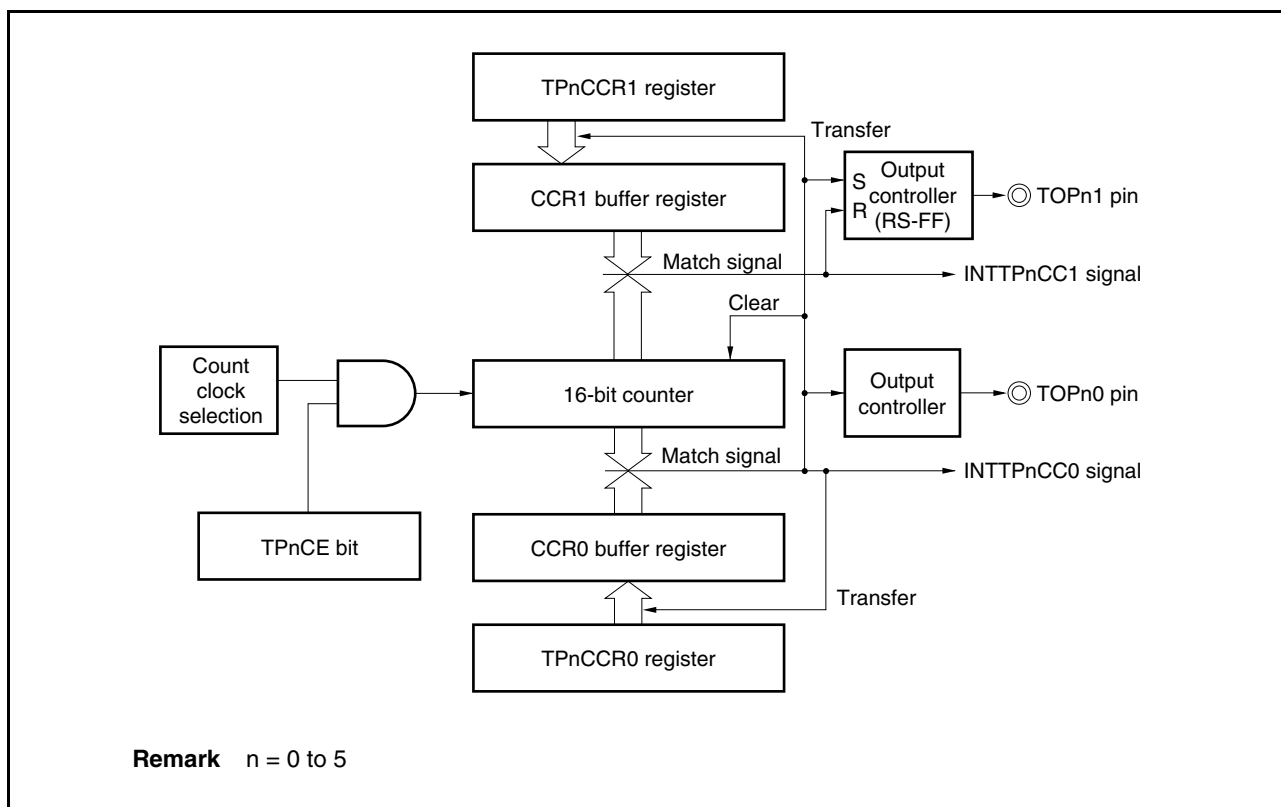 TPnCCR1 register
Transfer
CCR1 buffer register
S
R
Output
controller
(RS-FF)
TOPn1 pin
Match signal
INTTPnCC1 signal
Clear
Count
clock
selection
16-bit counter
Output
controller
TOPn0 pin
Match signal
INTTPnCC0 signal
TPnCE bit
CCR0 buffer register
Transfer
TPnCCR0 register
Remark n = 0 to 5